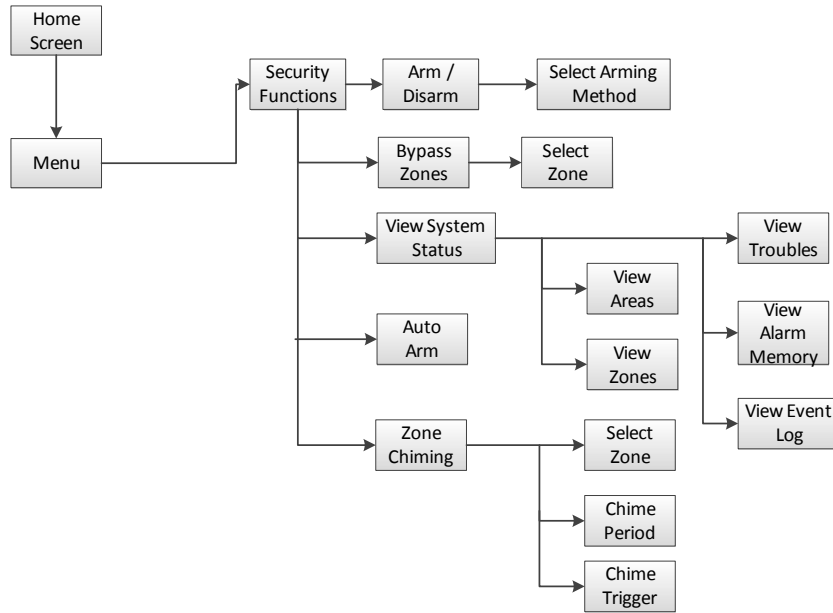 Home
Screen
Menu
Security
Functions
Arm /
Disarm
Select Arming
Method
Bypass
Zones
Select
Zone
View System
Status
View
Troubles
View
Areas
View
Alarm
Memory
Auto
Arm
View
Zones
View Event
Log
Zone
Chiming
Select
Zone
Chime
Period
Chime
Trigger